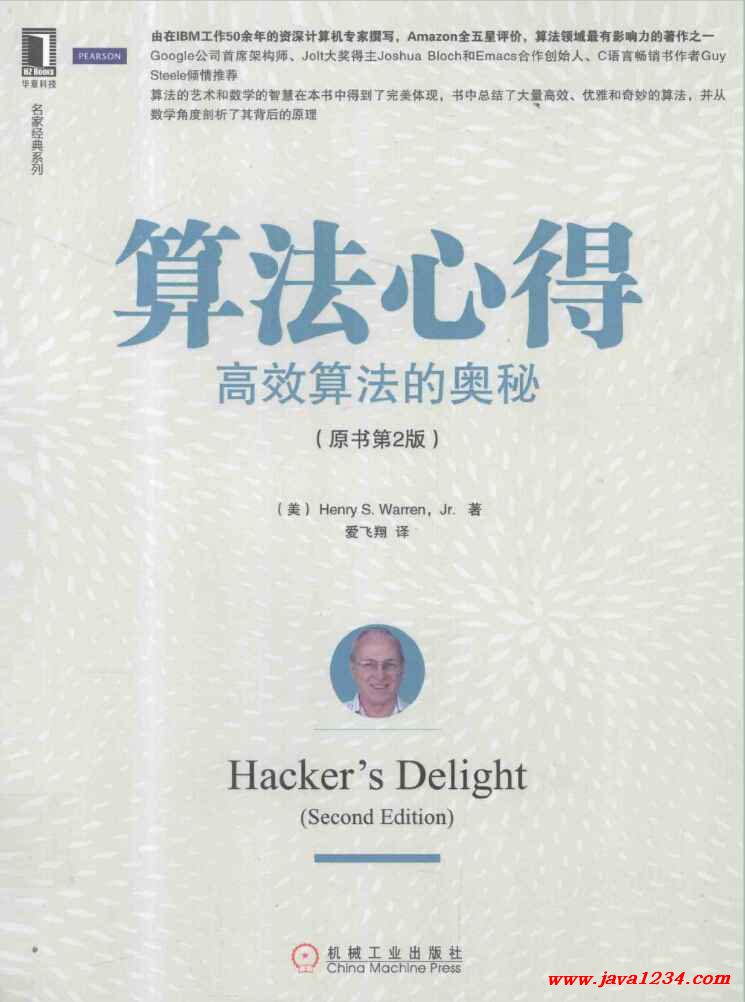 由在IBM工作50余年的资深计算机专家撰写，Amazon全五星评价，算法领域最有影响力的著作之一
Google公司首席架构师、Jolt大奖得主Joshua Bloch和Emacs合作创始人、C语言畅销书作者Guy
Steele倾情推荐
算法的艺术和数学的智慧在本书中得到了完美体现，书中总结了大量高效、优雅和奇妙的算法，并从
数学角度剖析了其背后的原理
HZ Books
华章科技
PEARSON
名家经典系列
算法心得
高效算法的奥秘
（原书第2版）
（美）Henry S. Warren，Jr. 著
爱飞翔 译
Hacker's Delight
(Second Edition)
机械工业出版社
China Machine Press
www.java1234.com